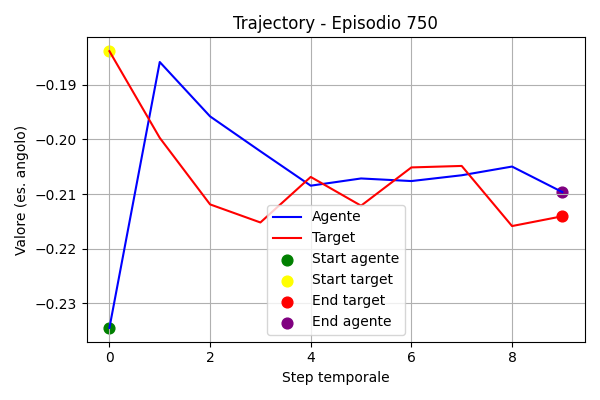 Trajectory - Episodio 750
Valore (es. angolo)
−0.19
−0.20
−0.21
−0.22
−0.23
Agente
Target
Start agente
Start target
End target
End agente
0 2 4 6 8
Step temporale